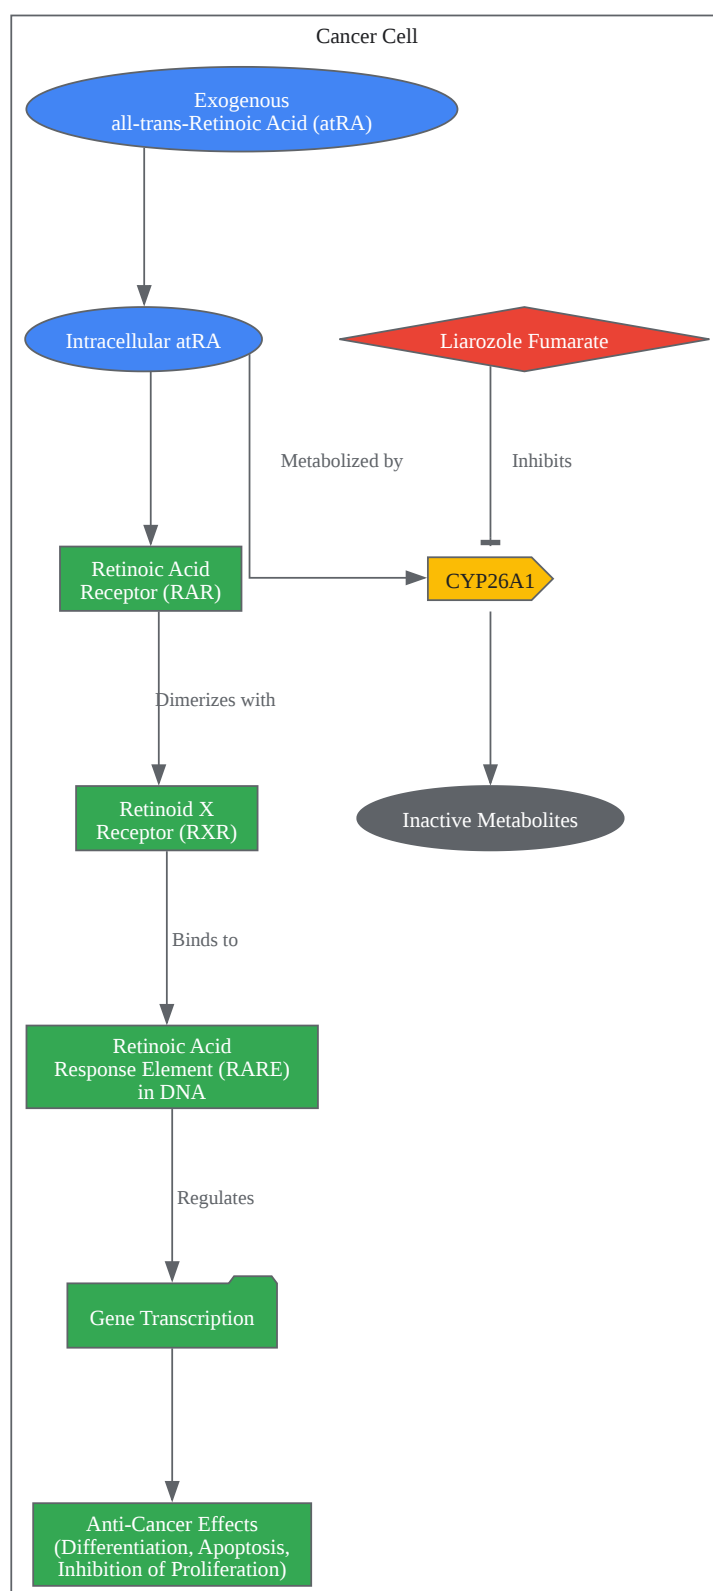 Cancer Cell
Exogenous
all-trans-Retinoic Acid (atRA)
Intracellular atRA
Liarozole Fumarate
Metabolized by
Inhibits
Retinoic Acid
Receptor (RAR)
CYP26A1
Dimerizes with
Retinoid X
Receptor (RXR)
Inactive Metabolites
Binds to
Retinoic Acid
Response Element (RARE)
in DNA
Regulates
Gene Transcription
Anti-Cancer Effects
(Differentiation, Apoptosis,
Inhibition of Proliferation)